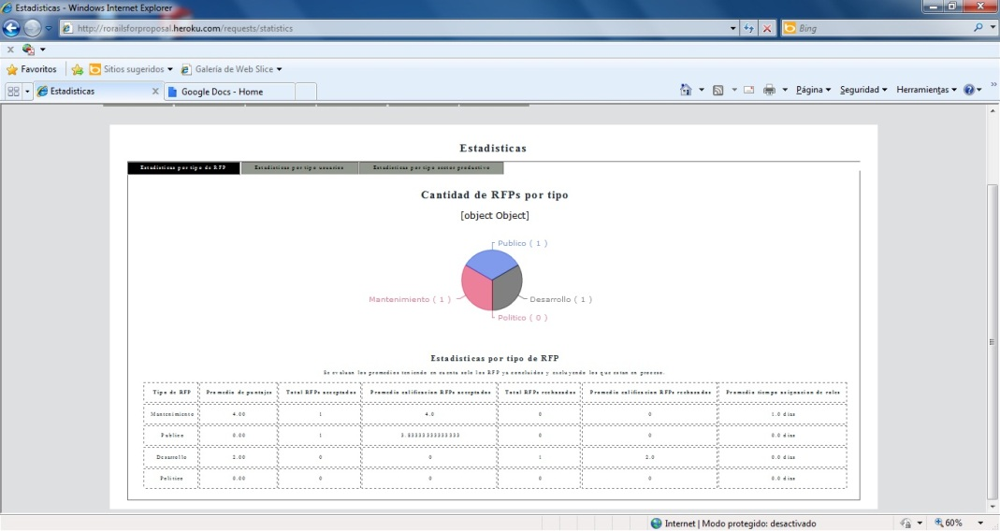 Estadisticas - Windows Internet Explorer
http://rorailsforproposal.heroku.com/requests/statistics
Bing
Favoritos
Sitios sugeridos
Galería de Web Slice
Estadisticas
Google Docs - Home
Página
Seguridad
Herramientas
Estadisticas
Estadisticas por tipo de RFP
Estadisticas por tipo usuarios
Estadisticas por tipo sector productivo
Cantidad de RFPs por tipo
[object Object]
Publico ( 1 )
Mantenimiento ( 1 )
Desarrollo ( 1 )
Politico ( 0 )
Estadisticas por tipo de RFP
Se evaluan los promedios teniendo en cuenta solo los RFP ya concluidos y excluyendo los que estan en proceso.
Tipo de RFP Promedio de puntajes Total RFPs aceptados Promedio calificacion RFPs aceptados Total RFPs rechazados Promedio calificacion RFPs rechazados Promedio tiempo asignacion de roles
Mantenimiento 4.00 1 4.0 0 0 1.0 dias
Publico 0.00 1 3.83333333333333 0 0 0.0 dias
Desarrollo 2.00 0 0 1 2.0 0.0 dias
Politico 0.00 0 0 0 0 0.0 dias
Internet | Modo protegido: desactivado
60%